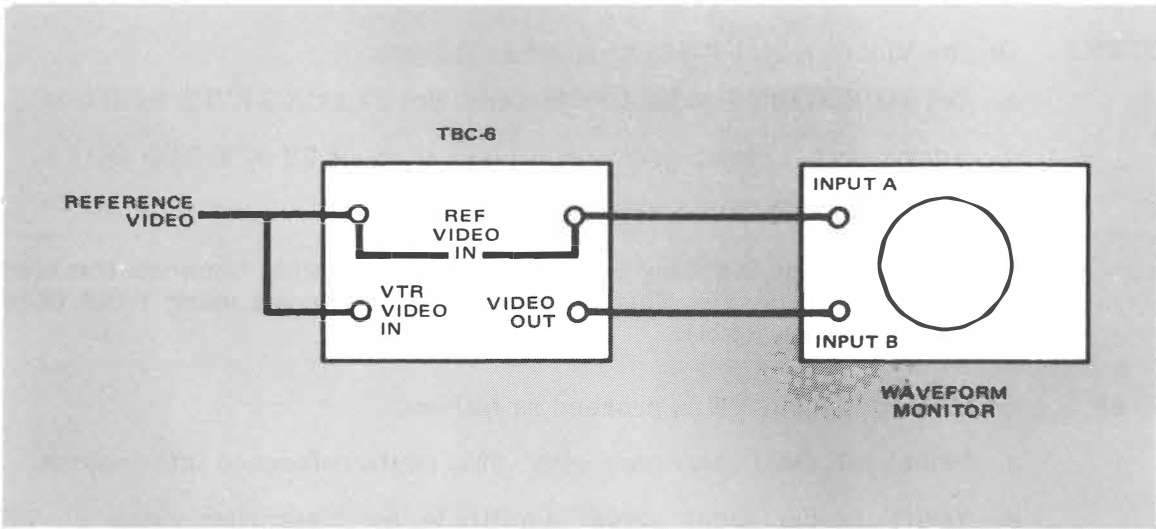 TBC-6
REFERENCE
VIDEO
REF
VIDEO
IN
VTR
VIDEO
IN
VIDEO
OUT
INPUT A
INPUT B
WAVEFORM
MONITOR